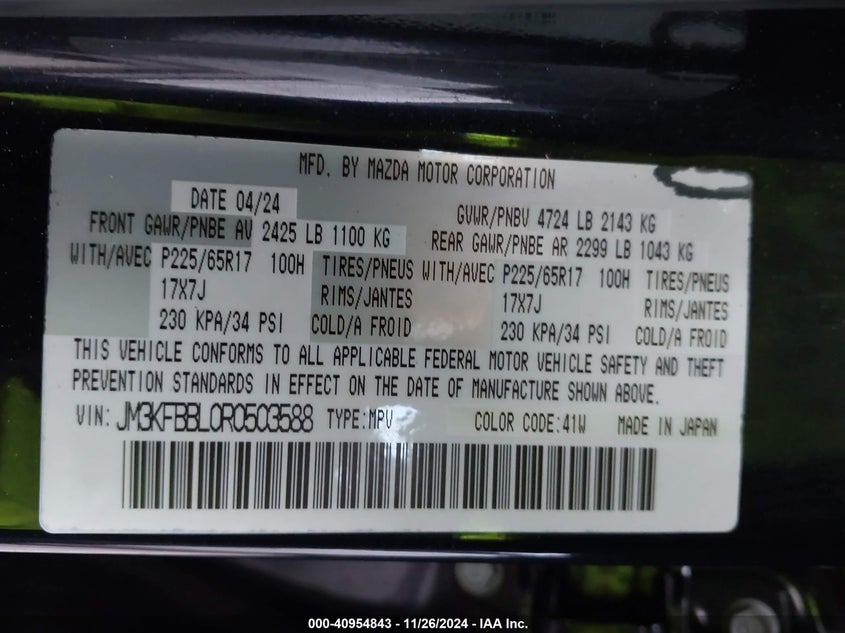 MFD. BY MAZDA MOTOR CORPORATION
DATE 04/24
GVWR/PNBV 4724 LB 2143 KG
FRONT GAWR/PNBE AV 2425 LB 1100 KG
REAR GAWR/PNBE AR 2299 LB 1043 KG
WITH/AVEC P225/65R17 100H TIRES/PNEUS WITH/AVEC P225/65R17 100H TIRES/PNEUS
17X7J RIMS/JANTES 17X7J RIMS/JANTES
230 KPA/34 PSI COLD/A FROID 230 KPA/34 PSI COLD/A FROID
THIS VEHICLE CONFORMS TO ALL APPLICABLE FEDERAL MOTOR VEHICLE SAFETY AND THEFT
PREVENTION STANDARDS IN EFFECT ON THE DATE OF MANUFACTURE SHOWN ABOVE.
VIN: JM3KFBBL0R0503588 TYPE:MPV COLOR CODE:41W MADE IN JAPAN
000-40954843 - 11/26/2024 - IAA Inc.